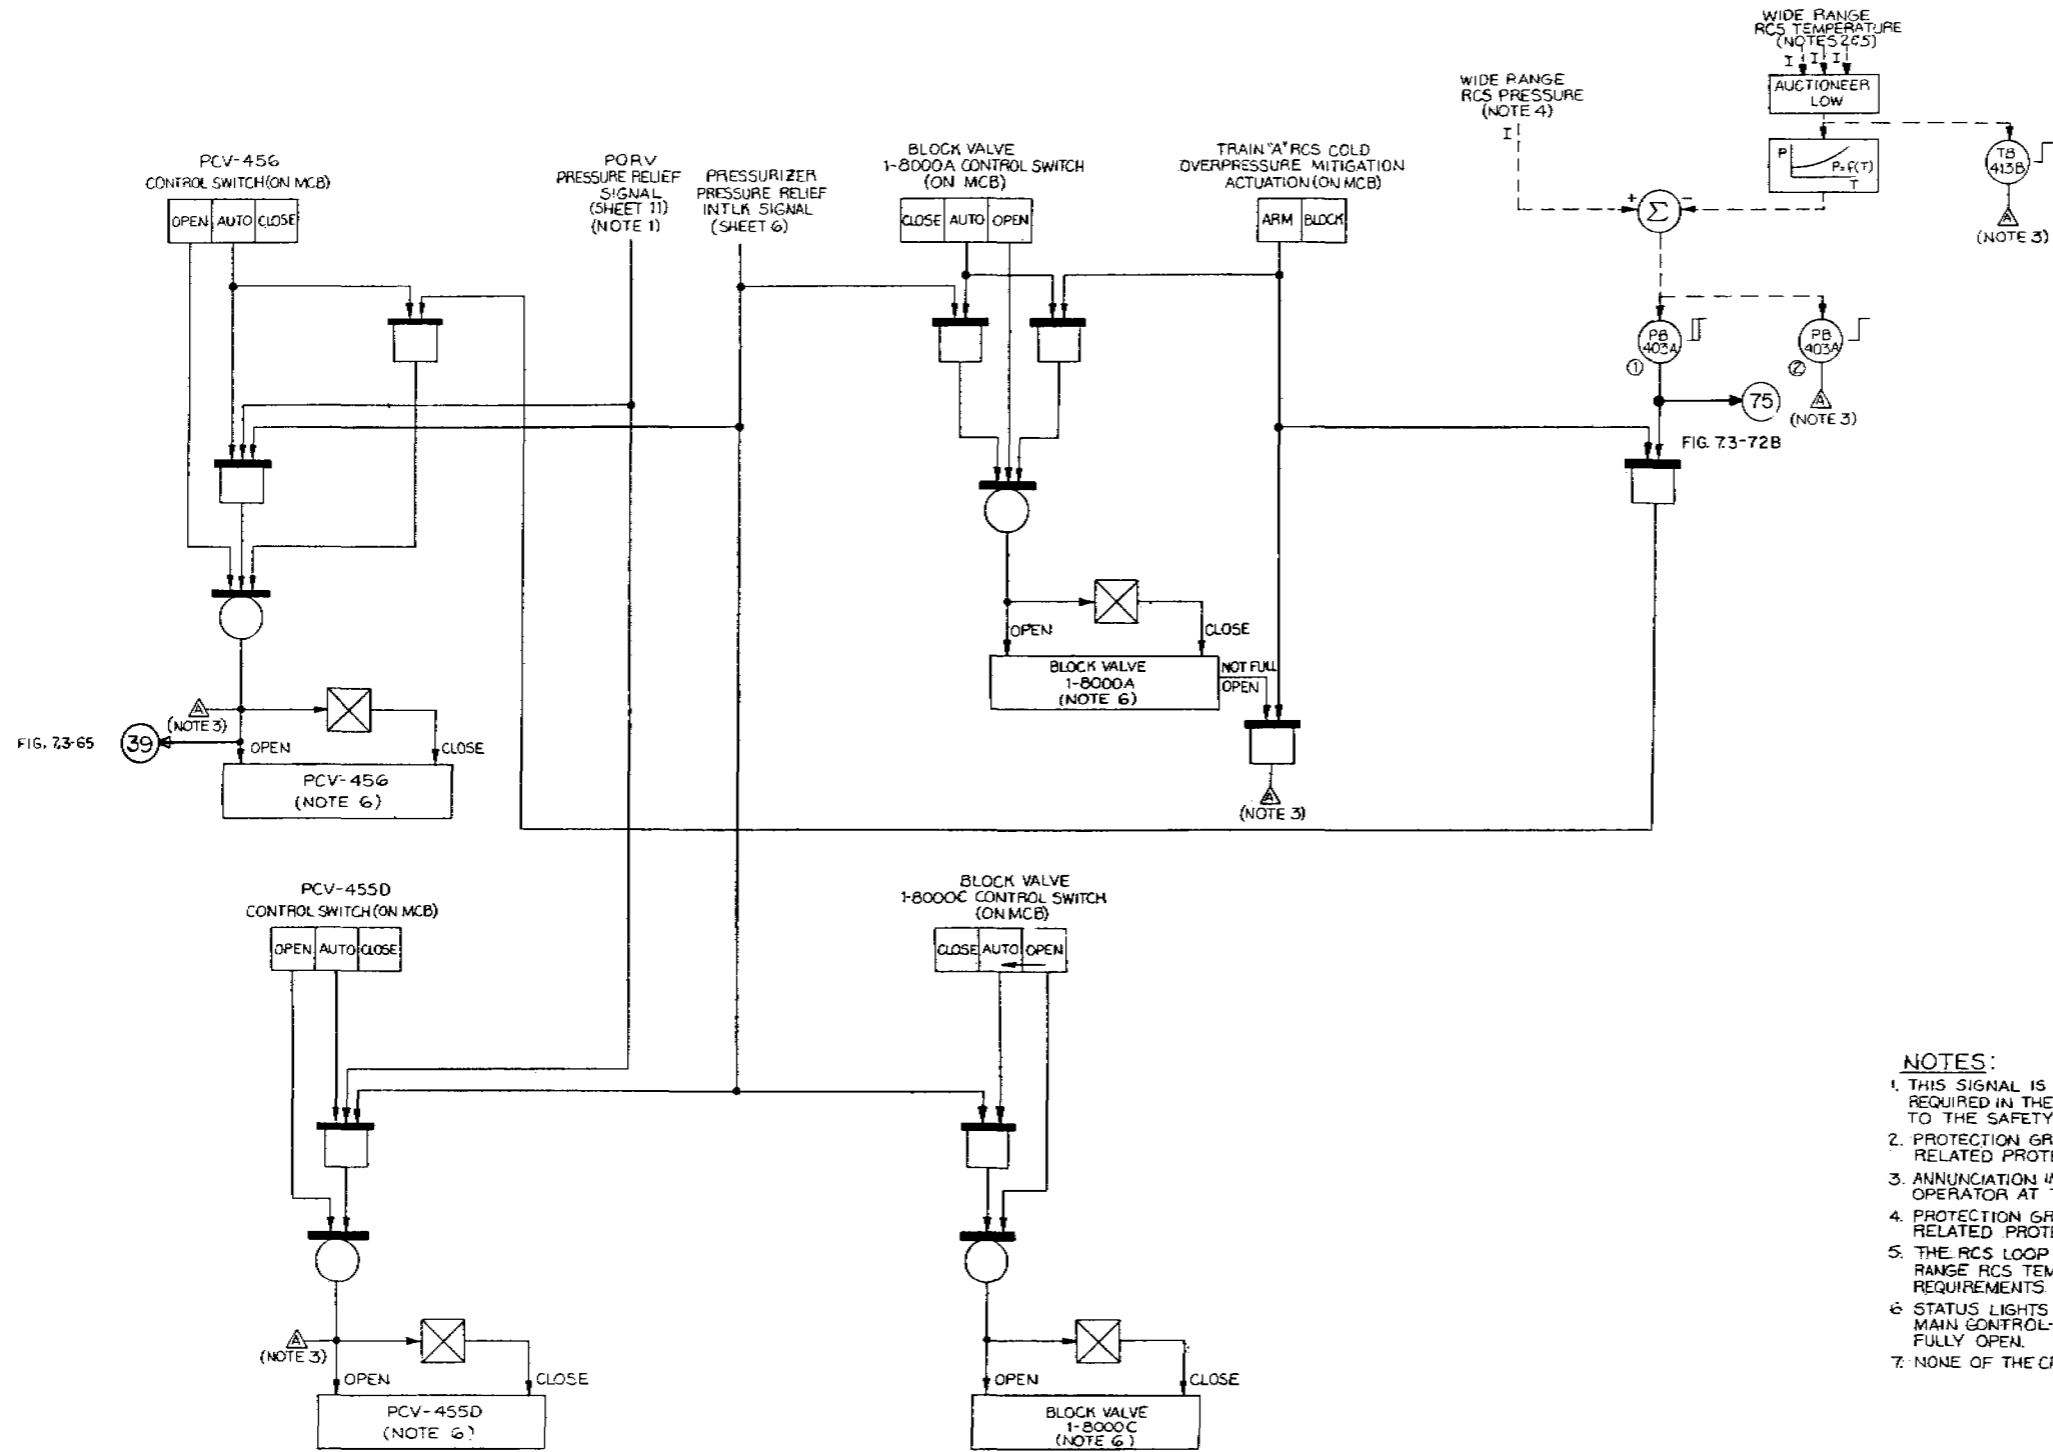 WIDE RANGE
RCS TEMPERATURE
(NOTES 2&5)
I I I
AUCTIONEER
LOW
WIDE RANGE
RCS PRESSURE
(NOTE 4)
I
P
P=f(T)
T
TB
413B
A
(NOTE 3)
+ Σ -
PCV-456
CONTROL SWITCH (ON MCB)
OPEN AUTO CLOSE
PORV
PRESSURE RELIEF
SIGNAL
(SHEET 11)
(NOTE 1)
PRESSURIZER
PRESSURE RELIEF
INTLK SIGNAL
(SHEET 6)
BLOCK VALVE
1-8000A CONTROL SWITCH
(ON MCB)
CLOSE AUTO OPEN
TRAIN "A" RCS COLD
OVERPRESSURE MITIGATION
ACTUATION (ON MCB)
ARM BLOCK
PB
403A
1
PB
403A
2
A
(NOTE 3)
75
FIG. 7.3-72B
OPEN
CLOSE
BLOCK VALVE
1-8000A
(NOTE 6)
NOT FULL
OPEN
A
(NOTE 3)
A
(NOTE 3)
FIG. 7.3-65
39
OPEN
CLOSE
PCV-456
(NOTE 6)
PCV-455D
CONTROL SWITCH (ON MCB)
OPEN AUTO CLOSE
BLOCK VALVE
1-8000C CONTROL SWITCH
(ON MCB)
CLOSE AUTO OPEN
A
(NOTE 3)
OPEN
CLOSE
PCV-455D
(NOTE 6)
OPEN
CLOSE
BLOCK VALVE
1-8000C
(NOTE 6)
NOTES:
1. THIS SIGNAL IS
REQUIRED IN THE
TO THE SAFETY
2. PROTECTION GR
RELATED PROTE
3. ANNUNCIATION I
OPERATOR AT
4. PROTECTION GR
RELATED PROTE
5. THE RCS LOOP
RANGE RCS TEM
REQUIREMENTS
6 STATUS LIGHTS
MAIN CONTROL-
FULLY OPEN.
7. NONE OF THE C